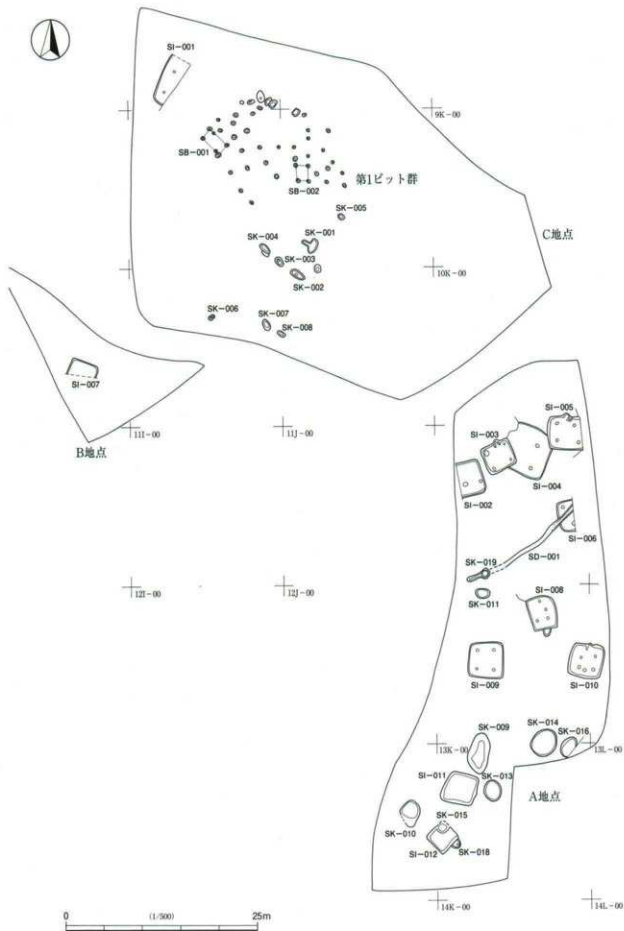 SI-001
9K-00
SB-001
SB-002
第1ピット群
SK-005
SK-004
SK-001
C地点
SK-003
SK-002
10K-00
SK-006
SK-007
SK-008
SI-007
B地点
11I-00
11J-00
SI-005
SI-003
SI-004
SI-002
SI-006
SD-001
SK-019
SK-011
12I-00
12J-00
SI-008
SI-009
SI-010
SK-009
SK-014
SK-016
13K-00
13L-00
SI-011
SK-013
A地点
SK-010
SK-015
SI-012
SK-018
14K-00
14L-00
0 (1/500) 25m